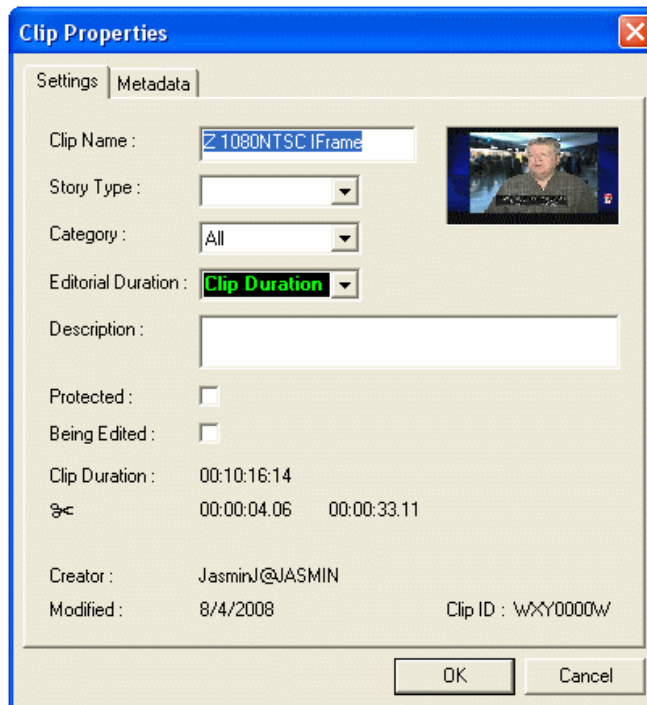 Clip Properties
Settings Metadata
Clip Name : Z 1080NTSC IFrame
Story Type :
Category : All
Editorial Duration : Clip Duration
Description :
Protected :
Being Edited :
Clip Duration : 00:10:16:14
00:00:04.06 00:00:33.11
Creator : JasminJ@JASMIN
Modified : 8/4/2008 Clip ID : WXY0000W
OK Cancel